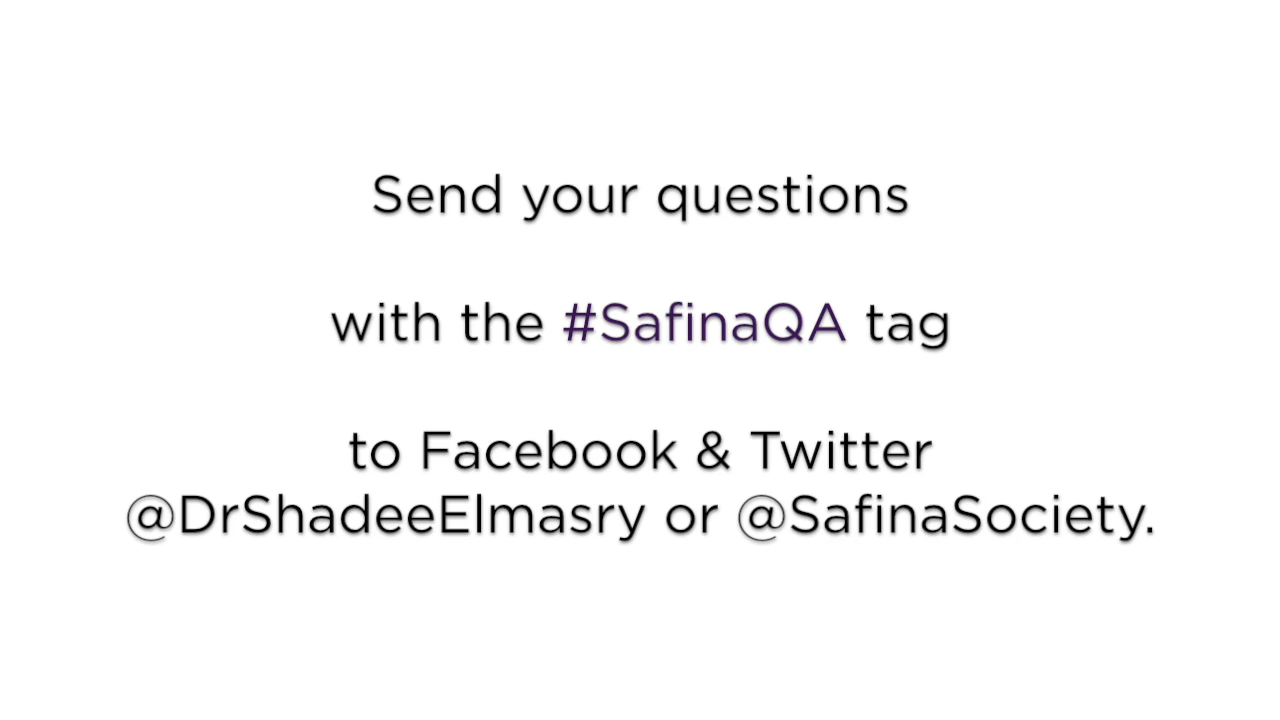 Send your questions
with the #SafinaQA tag
to Facebook & Twitter
@DrShadeeElmasry or @SafinaSociety.